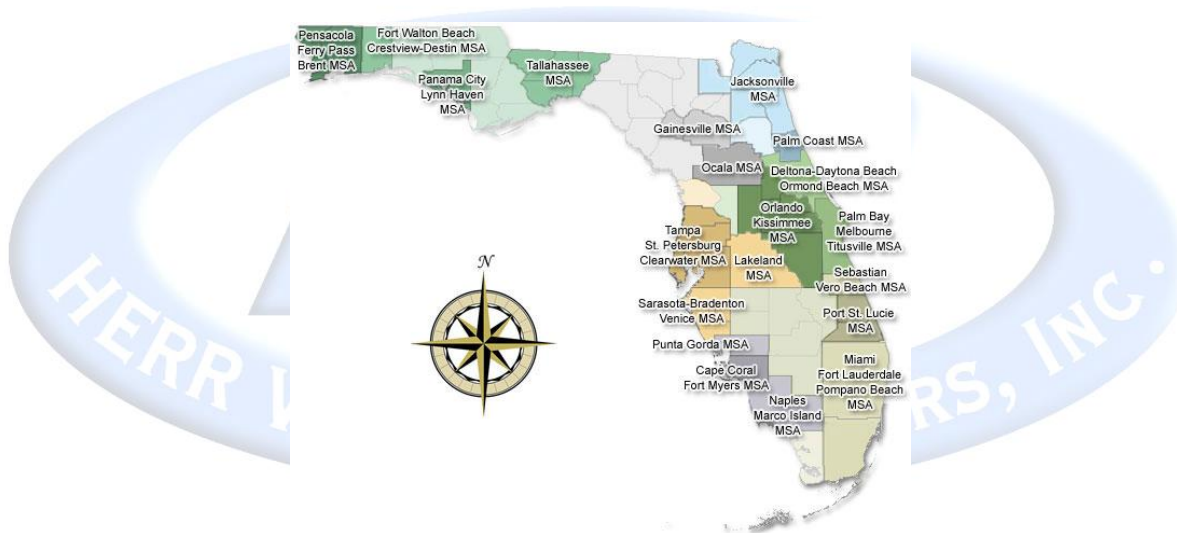 Pensacola
Ferry Pass
Brent MSA
Fort Walton Beach
Crestview-Destin MSA
Panama City
Lynn Haven
MSA
Tallahassee
MSA
Jacksonville
MSA
Gainesville MSA
Palm Coast MSA
Ocala MSA
Deltona-Daytona Beach
Ormond Beach MSA
Orlando
Kissimmee
MSA
Palm Bay
Melbourne
Titusville MSA
Tampa
St. Petersburg
Clearwater MSA
Lakeland
MSA
Sebastian
Vero Beach MSA
Sarasota-Bradenton
Venice MSA
Port St. Lucie
MSA
Punta Gorda MSA
Cape Coral
Fort Myers MSA
Miami
Fort Lauderdale
Pompano Beach
MSA
Naples
Marco Island
MSA
N
HERR
INC.